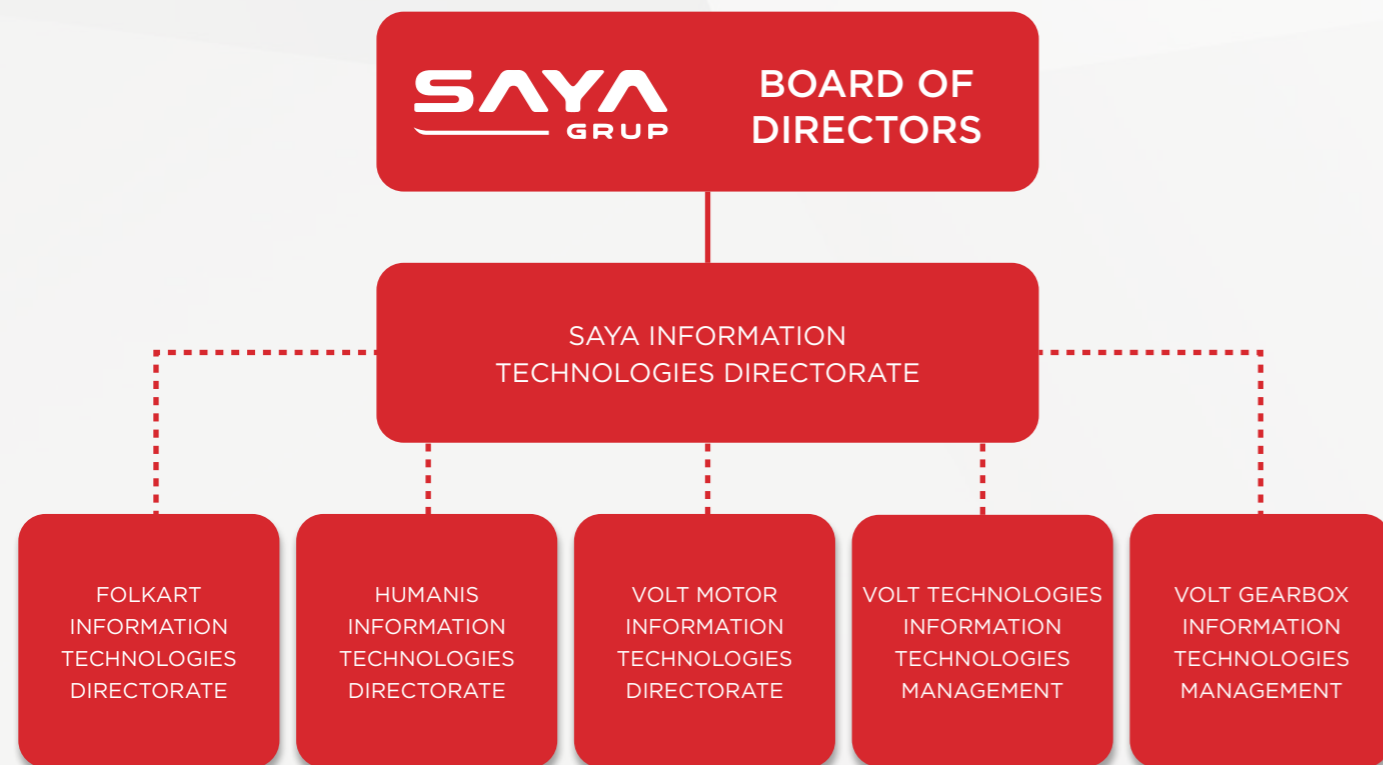 SAYA
GRUP
BOARD OF
DIRECTORS
SAYA INFORMATION
TECHNOLOGIES DIRECTORATE
FOLKART
INFORMATION
TECHNOLOGIES
DIRECTORATE
HUMANIS
INFORMATION
TECHNOLOGIES
DIRECTORATE
VOLT MOTOR
INFORMATION
TECHNOLOGIES
DIRECTORATE
VOLT TECHNOLOGIES
INFORMATION
TECHNOLOGIES
MANAGEMENT
VOLT GEARBOX
INFORMATION
TECHNOLOGIES
MANAGEMENT